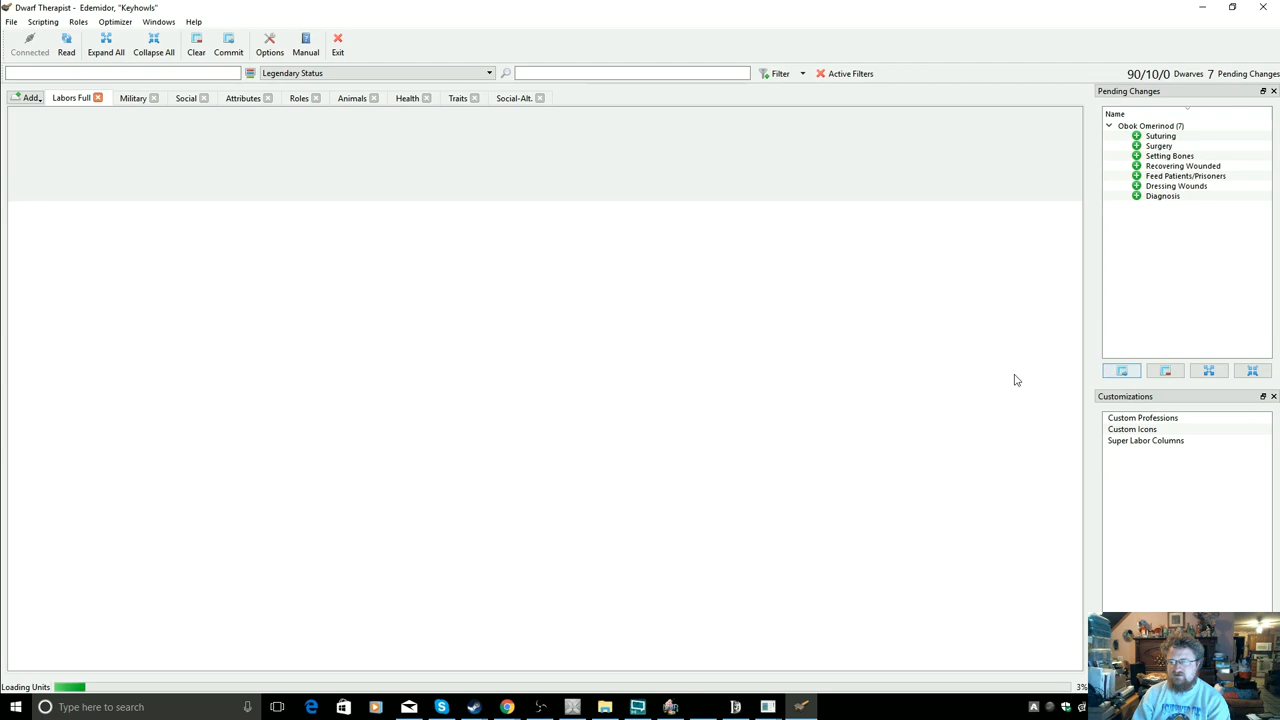 Dwarf Therapist - Edemidor, "Keyhowls"
File Scripting Roles Optimizer Windows Help
Connected Read Expand All Collapse All Clear Commit Options Manual Exit
Legendary Status Filter Active Filters 90/10/0 Dwarves 7 Pending Changes
Add... Labors Full Military Social Attributes Roles Animals Health Traits Social-Alt.
Pending Changes
Name
Obok Omerinod (7)
Suturing
Surgery
Setting Bones
Recovering Wounded
Feed Patients/Prisoners
Dressing Wounds
Diagnosis
Customizations
Custom Professions
Custom Icons
Super Labor Columns
Loading Units 3%
Type here to search